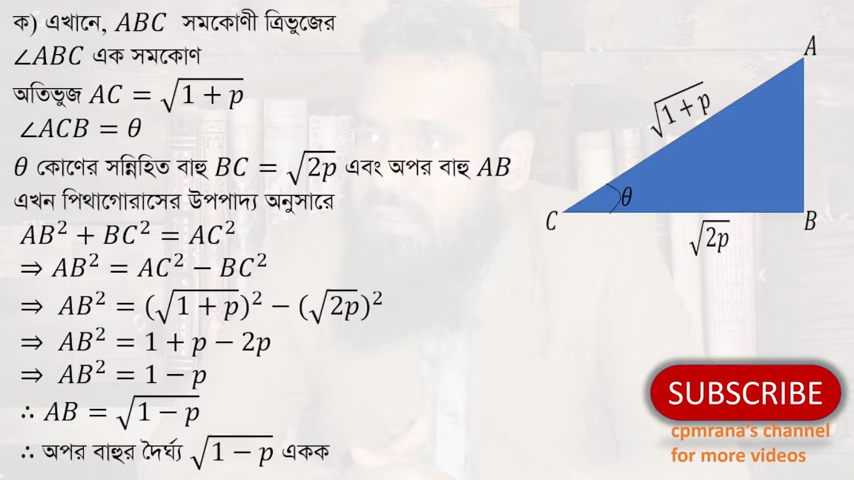 ক) এখানে, ABC সমকোণী ত্রিভুজের
∠ABC এক সমকোণ
অতিভুজ AC = √(1 + p)
∠ACB = θ
θ কোণের সন্নিহিত বাহু BC = √(2p) এবং অপর বাহু AB
এখন পিথাগোরাসের উপপাদ্য অনুসারে
AB² + BC² = AC²
⇒ AB² = AC² − BC²
⇒ AB² = (√(1 + p))² − (√(2p))²
⇒ AB² = 1 + p − 2p
⇒ AB² = 1 − p
∴ AB = √(1 − p)
∴ অপর বাহুর দৈর্ঘ্য √(1 − p) একক
A
√(1 + p)
θ
C
B
√(2p)
SUBSCRIBE
cpmrana's channel
for more videos